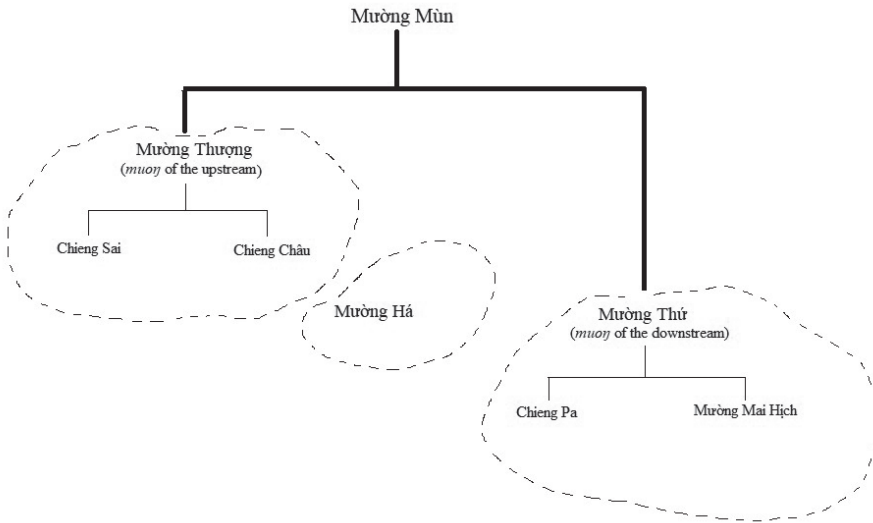 Mường Mùn
Mường Thượng
(muoŋ of the upstream)
Chieng Sai
Chieng Châu
Mường Há
Mường Thứ
(muoŋ of the downstream)
Chieng Pa
Mường Mai Hịch